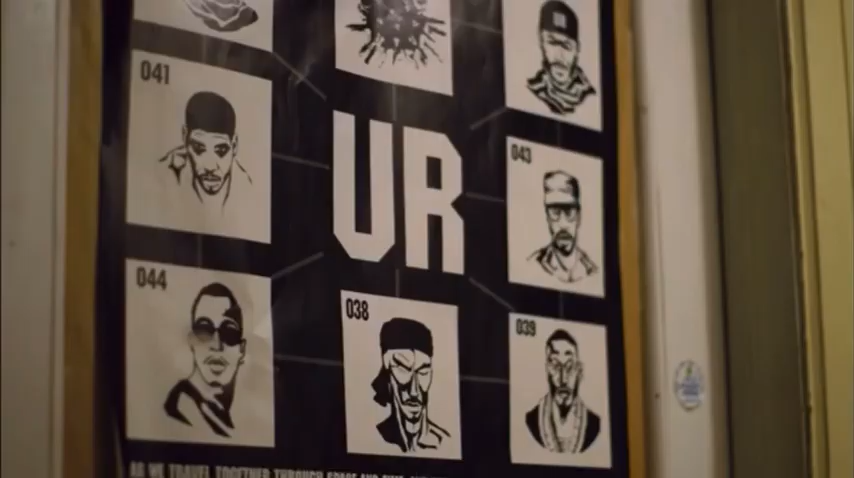 041
UR
043
044
038
039
AS WE TRAVEL TOGETHER THROUGH SPACE AND TIME